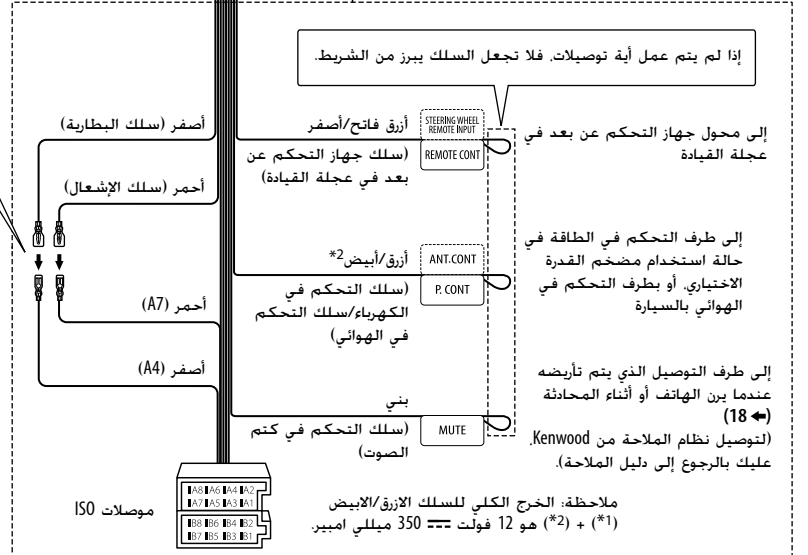 إذا لم يتم عمل أية توصيلات، فلا تجعل السلك يبرز من الشريط.
أصفر (سلك البطارية)
أزرق فاتح/أصفر
STEERING WHEEL
REMOTE INPUT
REMOTE CONT
إلى محول جهاز التحكم عن بعد في
عجلة القيادة
(سلك جهاز التحكم عن
بعد في عجلة القيادة)
أحمر (سلك الإشعال)
أزرق/أبيض2*
ANT.CONT
P. CONT
إلى طرف التحكم في الطاقة في
حالة استخدام مضخم القدرة
الاختياري، أو بطرف التحكم في
الهوائي بالسيارة
(سلك التحكم في
الكهرباء/سلك التحكم
في الهوائي)
أحمر (A7)
أصفر (A4)
بني
MUTE
(سلك التحكم في كتم
الصوت)
إلى طرف التوصيل الذي يتم تأريضه
عندما يرن الهاتف أو أثناء المحادثة
(➜ 18)
(لتوصيل نظام الملاحة من Kenwood،
عليك بالرجوع إلى دليل الملاحة).
موصلات ISO
A8 A6 A4 A2
A7 A5 A3 A1
B8 B6 B4 B2
B7 B5 B3 B1
ملاحظة: الخرج الكلي للسلك الازرق/الابيض
(1*) + (2*) هو 12 فولت ⎓ 350 ميللي امبير.